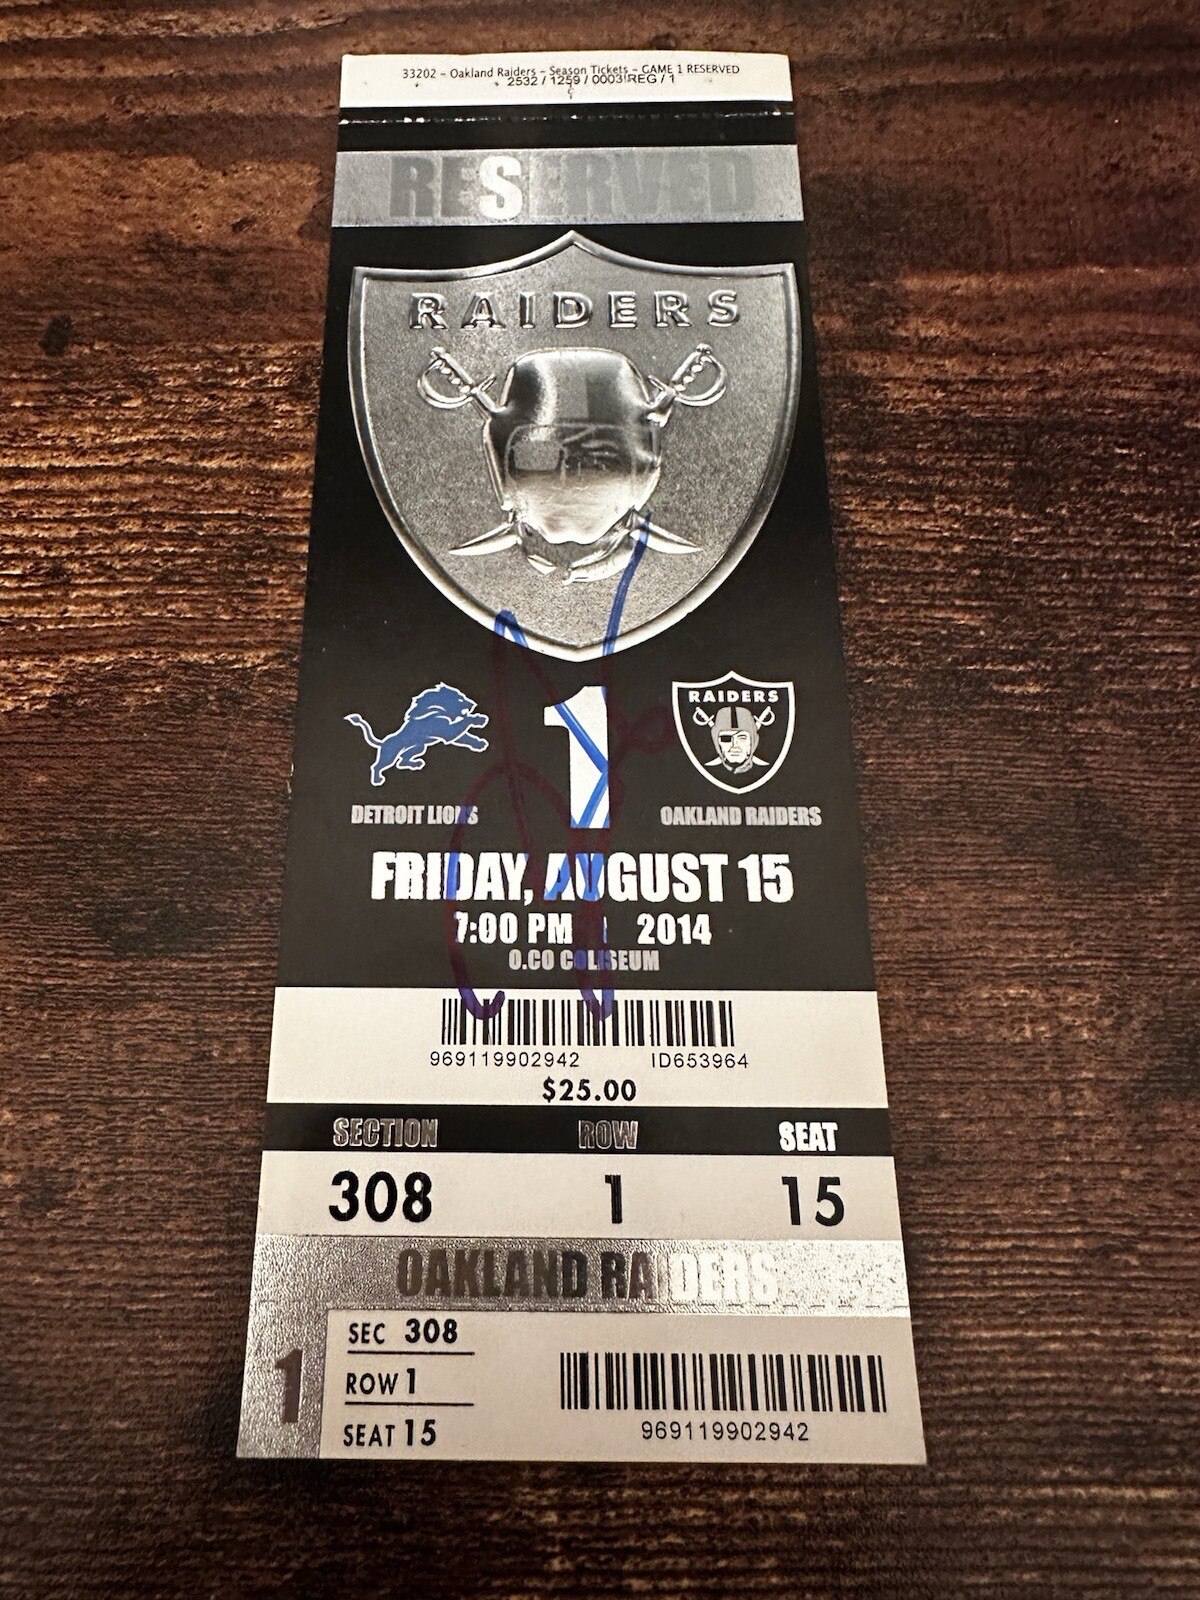 33202 - Oakland Raiders - Season Tickets - GAME 1 RESERVED
2532 / 1259 / 0003!REG / 1
RESERVED
RAIDERS
1
RAIDERS
DETROIT LIONS
OAKLAND RAIDERS
FRIDAY, AUGUST 15
7:00 PM 2014
O.CO COLISEUM
969119902942 ID653964
$25.00
SECTION ROW SEAT
308 1 15
OAKLAND RAIDERS
1
SEC 308
ROW 1
SEAT 15
969119902942